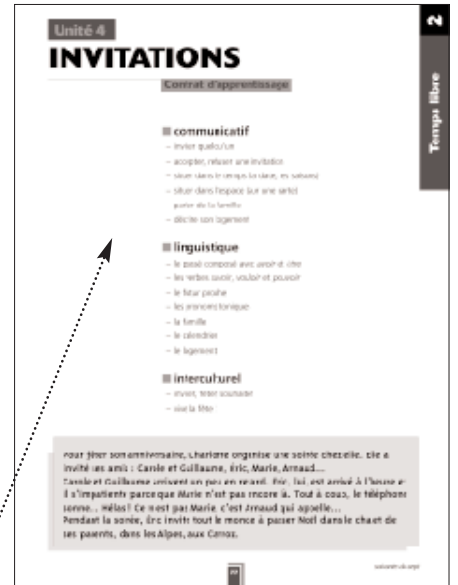 Unité 4
INVITATIONS
Contrat d'apprentissage
2
Temps libre
communicatif
– inviter quelqu'un
– accepter, refuser une invitation
– situer dans le temps (la date, les saisons)
– situer dans l'espace (sur une carte)
parler de la famille
– décrire son logement
linguistique
– le passé composé avec avoir et être
– les verbes savoir, vouloir et pouvoir
– le futur proche
– les pronoms toniques
– la famille
– le calendrier
– le logement
interculturel
– inviter, fêter souhaiter
– vive la fête
Pour fêter son anniversaire, Charlotte organise une soirée chez elle. Elle a
invité ses amis : Carole et Guillaume, Éric, Marie, Arnaud...
Carole et Guillaume arrivent un peu en retard. Éric, lui, est arrivé à l'heure et
il s'impatiente parce que Marie n'est pas encore là. Tout à coup, le téléphone
sonne... Hélas! Ce n'est pas Marie, c'est Arnaud qui appelle...
Pendant la soirée, Éric invite tout le monde à passer Noël dans le chalet de
ses parents, dans les Alpes, aux Carroz.